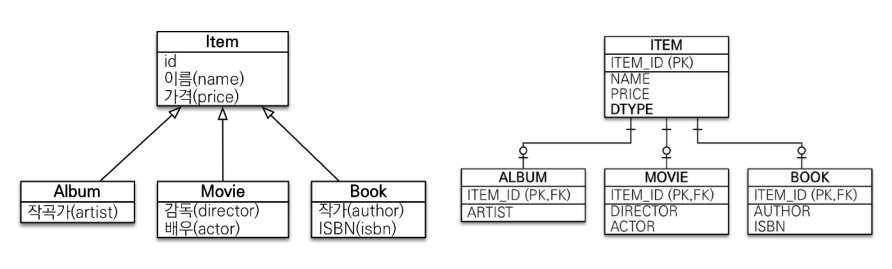 Item
id
이름(name)
가격(price)
Album
작곡가(artist)
Movie
감독(director)
배우(actor)
Book
작가(author)
ISBN(isbn)
ITEM
ITEM_ID (PK)
NAME
PRICE
DTYPE
ALBUM
ITEM_ID (PK,FK)
ARTIST
MOVIE
ITEM_ID (PK,FK)
DIRECTOR
ACTOR
BOOK
ITEM_ID (PK,FK)
AUTHOR
ISBN